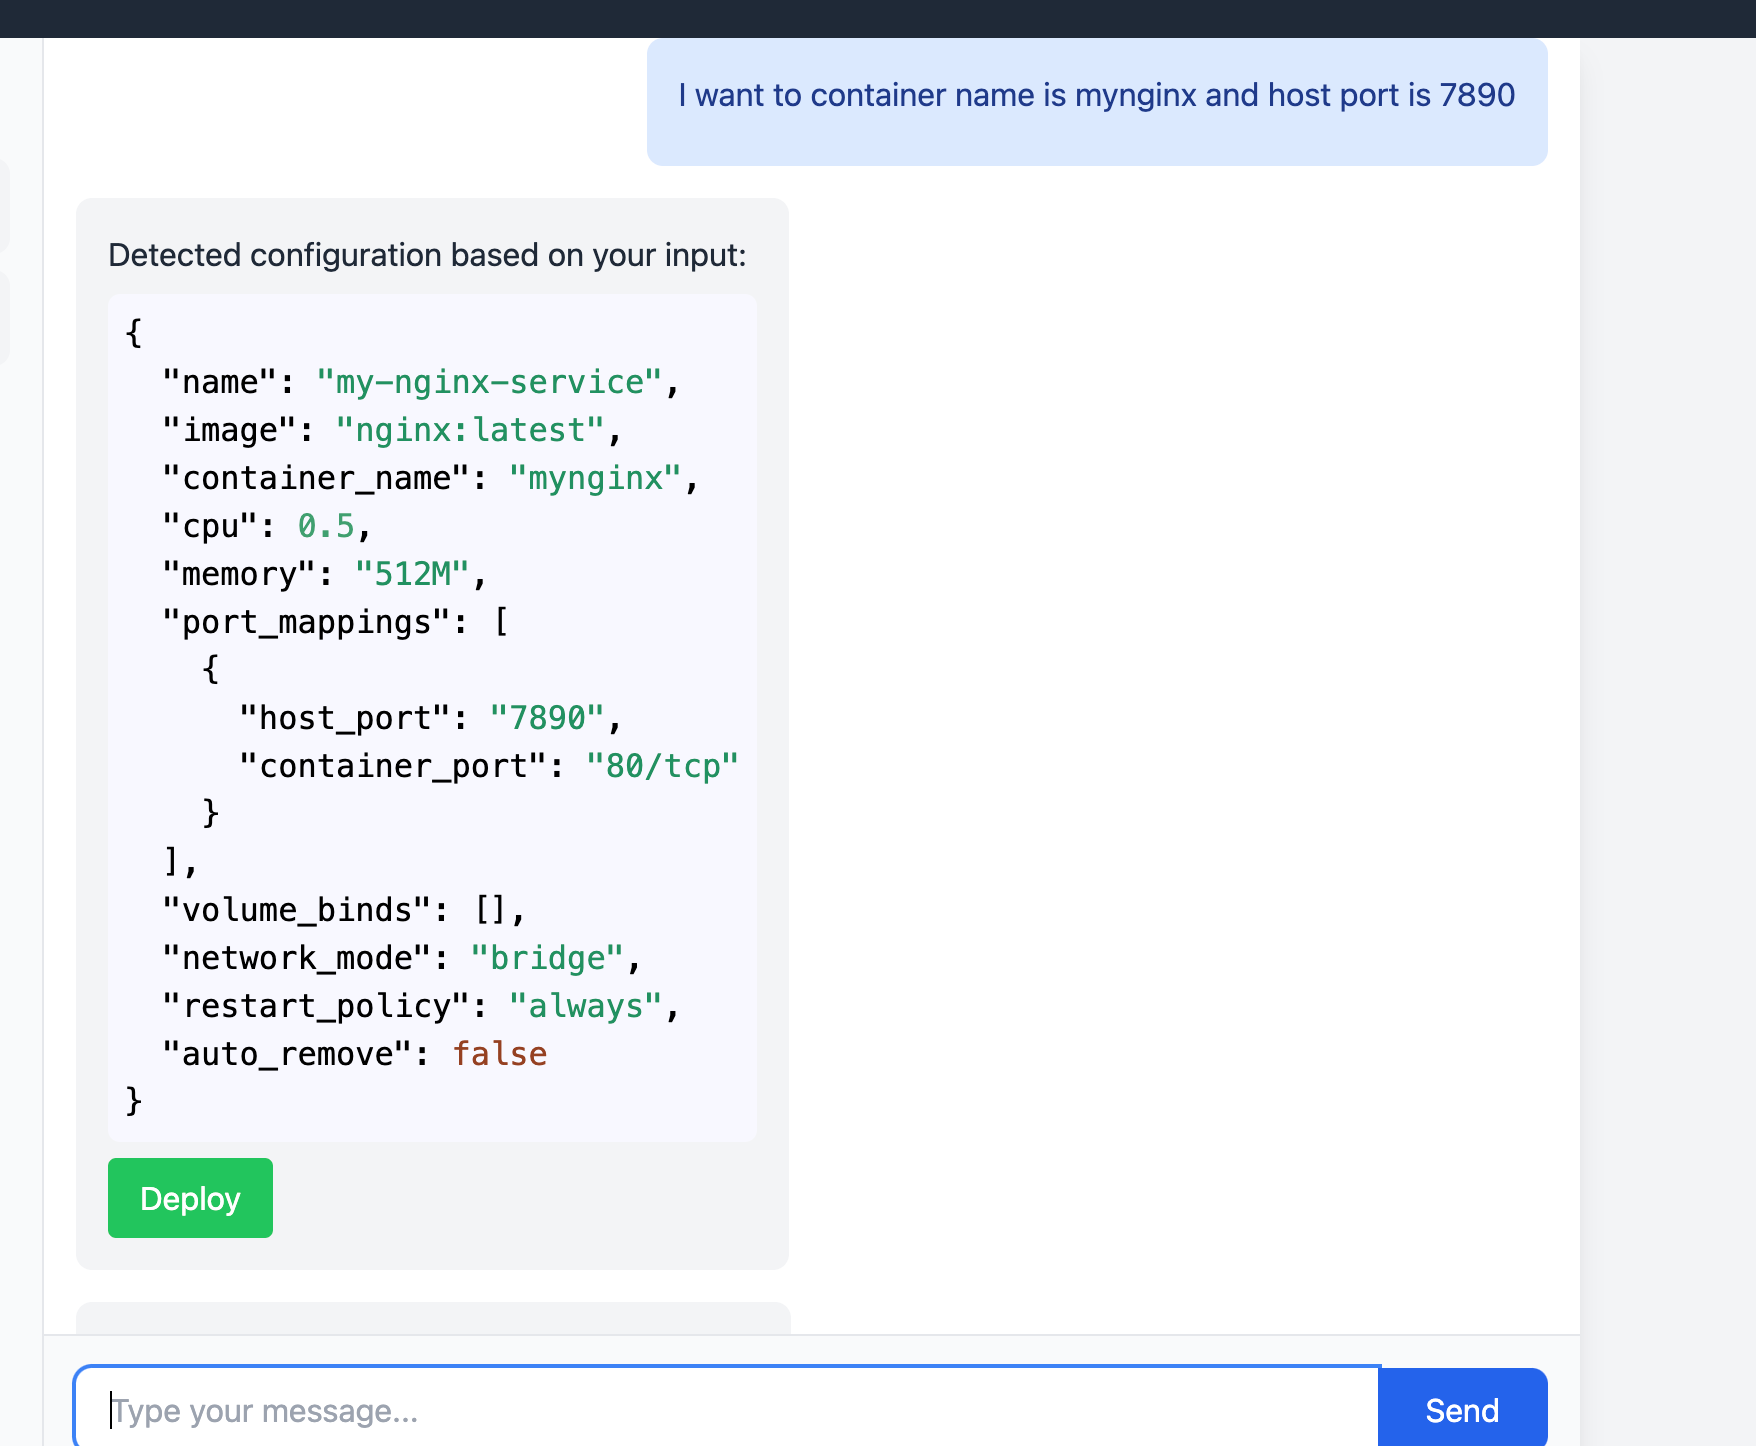 I want to container name is mynginx and host port is 7890
Detected configuration based on your input:
{
  "name": "my-nginx-service",
  "image": "nginx:latest",
  "container_name": "mynginx",
  "cpu": 0.5,
  "memory": "512M",
  "port_mappings": [
    {
      "host_port": "7890",
      "container_port": "80/tcp"
    }
  ],
  "volume_binds": [],
  "network_mode": "bridge",
  "restart_policy": "always",
  "auto_remove": false
}
Deploy
Type your message...
Send